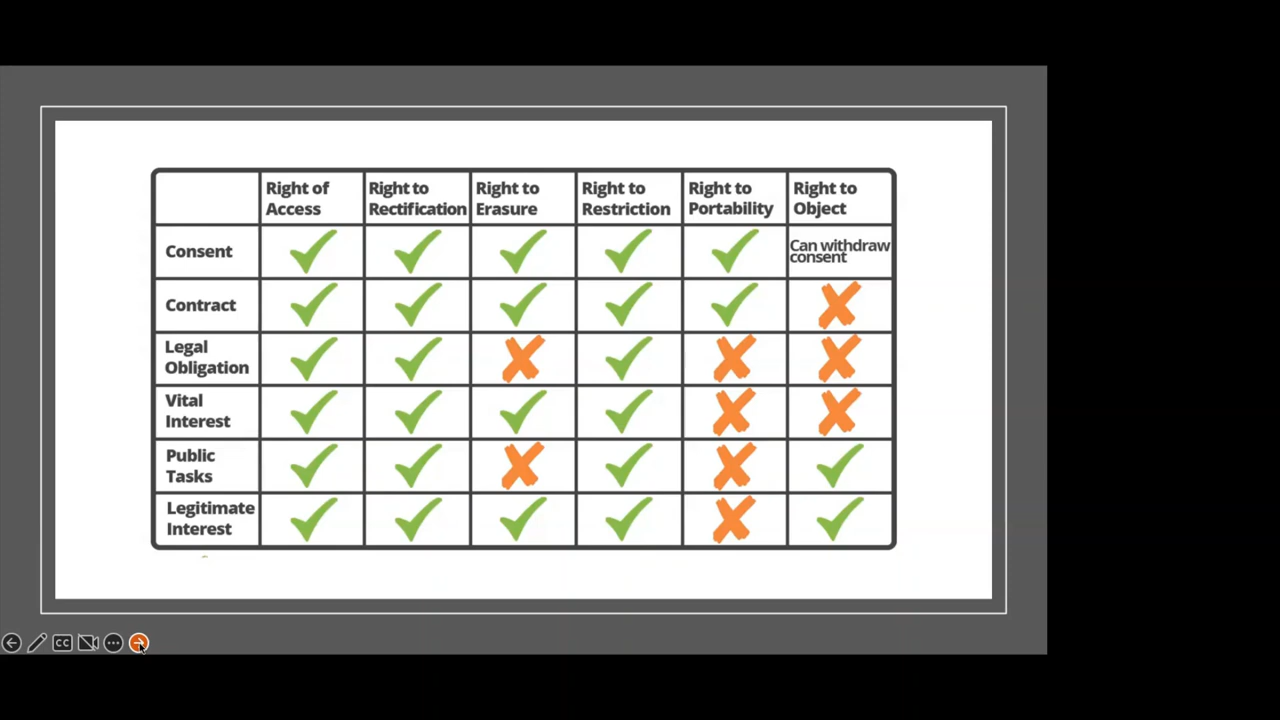 Right of
Access
Right to
Rectification
Right to
Erasure
Right to
Restriction
Right to
Portability
Right to
Object
Consent
Can withdraw
consent
Contract
Legal
Obligation
Vital
Interest
Public
Tasks
Legitimate
Interest
CC